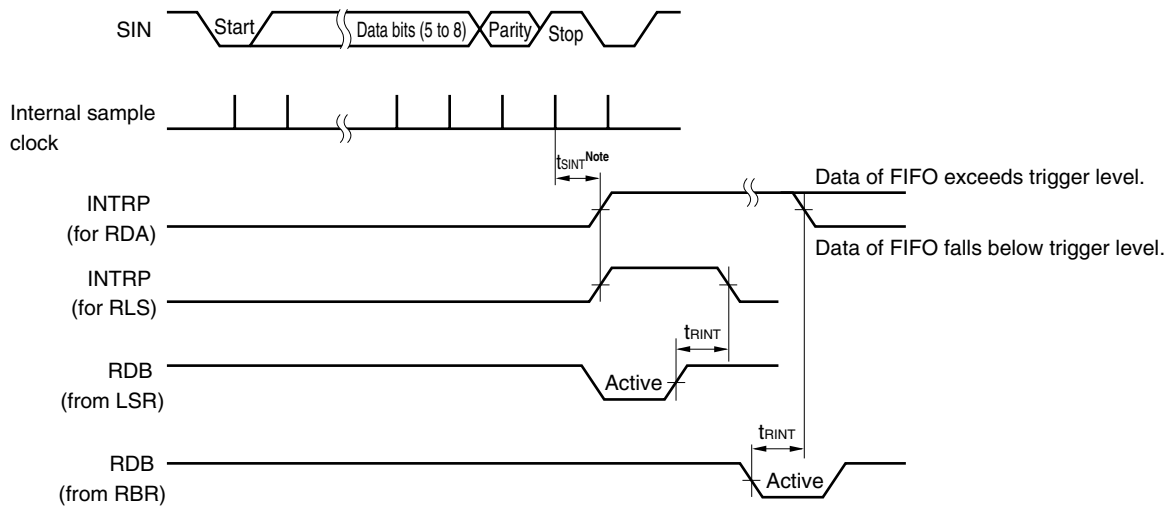 SIN
Start
Data bits (5 to 8)
Parity
Stop
Internal sample
clock
tSINT Note
INTRP
(for RDA)
Data of FIFO exceeds trigger level.
Data of FIFO falls below trigger level.
INTRP
(for RLS)
tRINT
RDB
(from LSR)
Active
tRINT
RDB
(from RBR)
Active